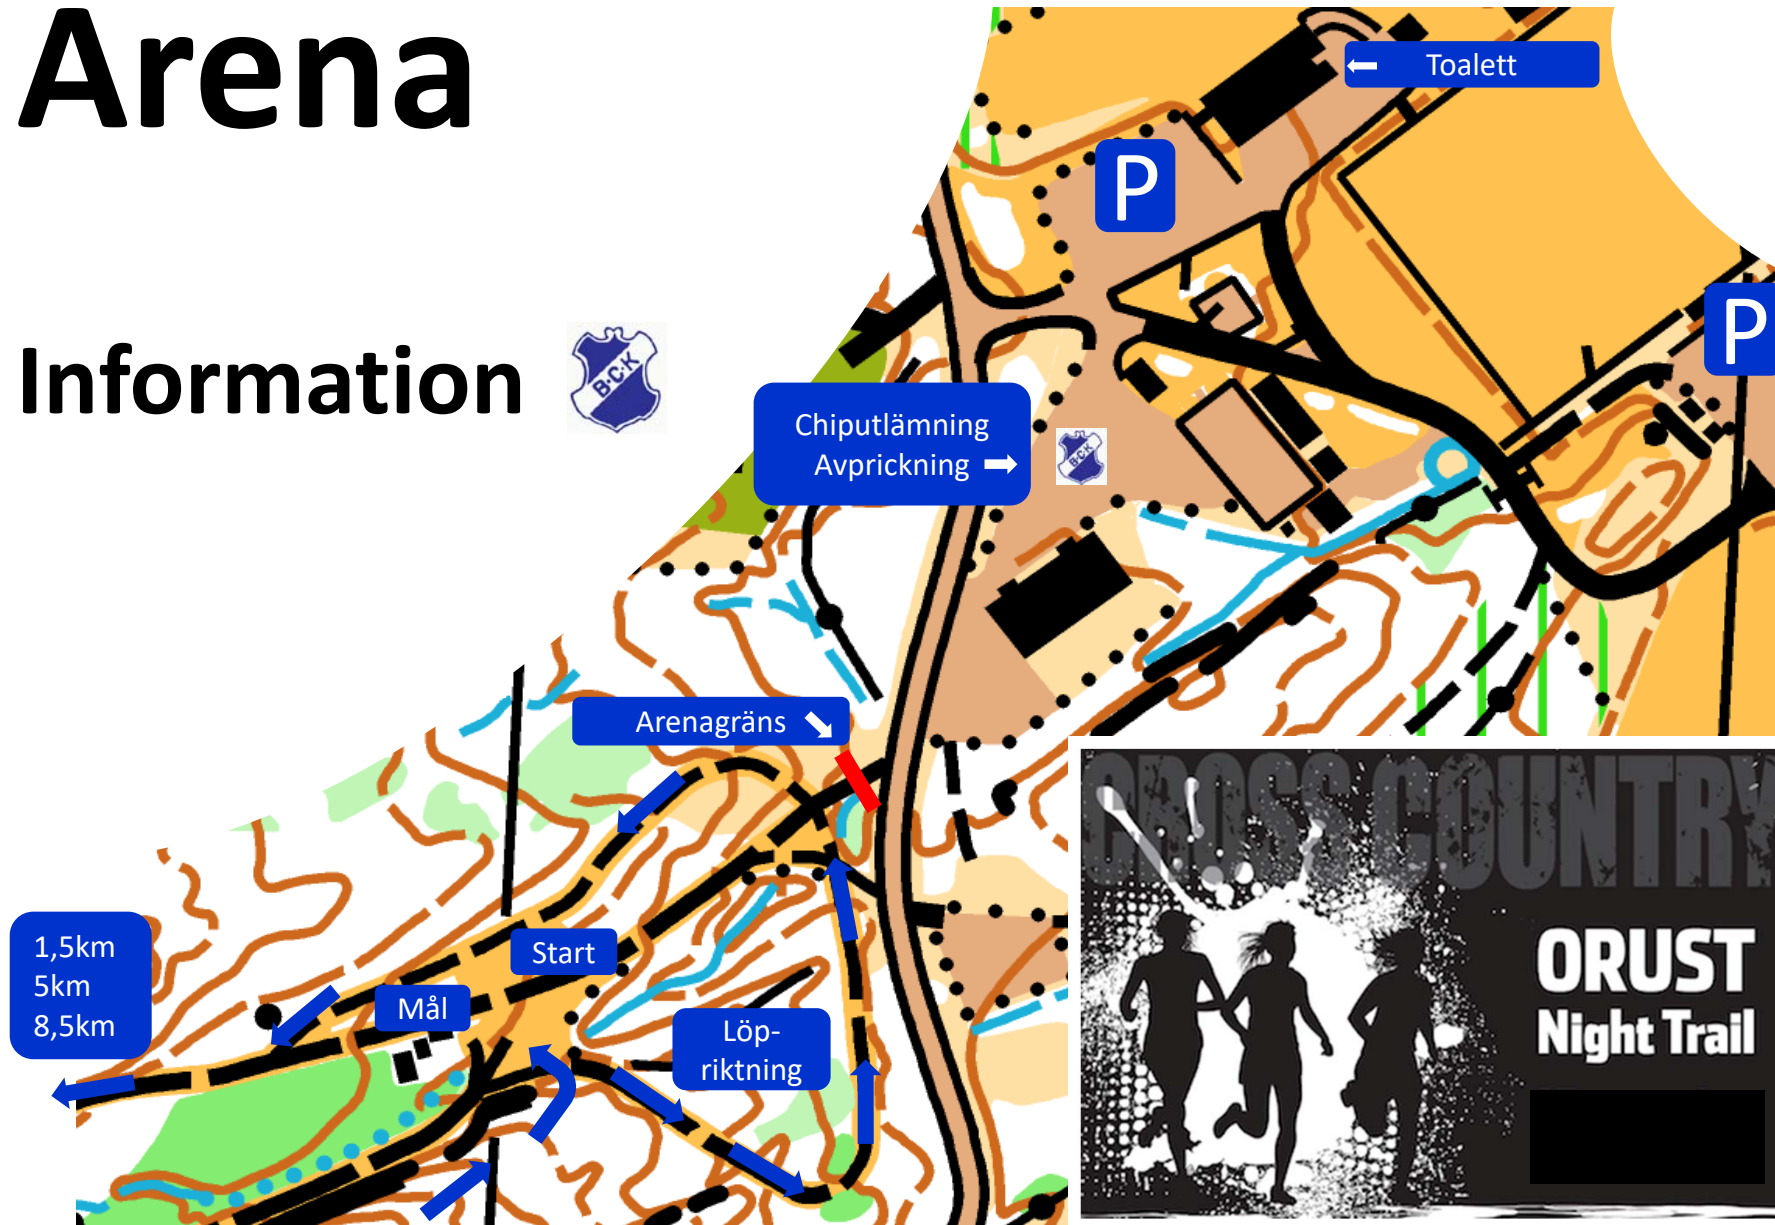 Arena
Information
B.C.K
Toalett
P
P
Chiputlämning
Avprickning
B.C.K
Arenagräns
Start
Mål
1,5km
5km
8,5km
Löp-
riktning
CROSS COUNTRY
ORUST
Night Trail